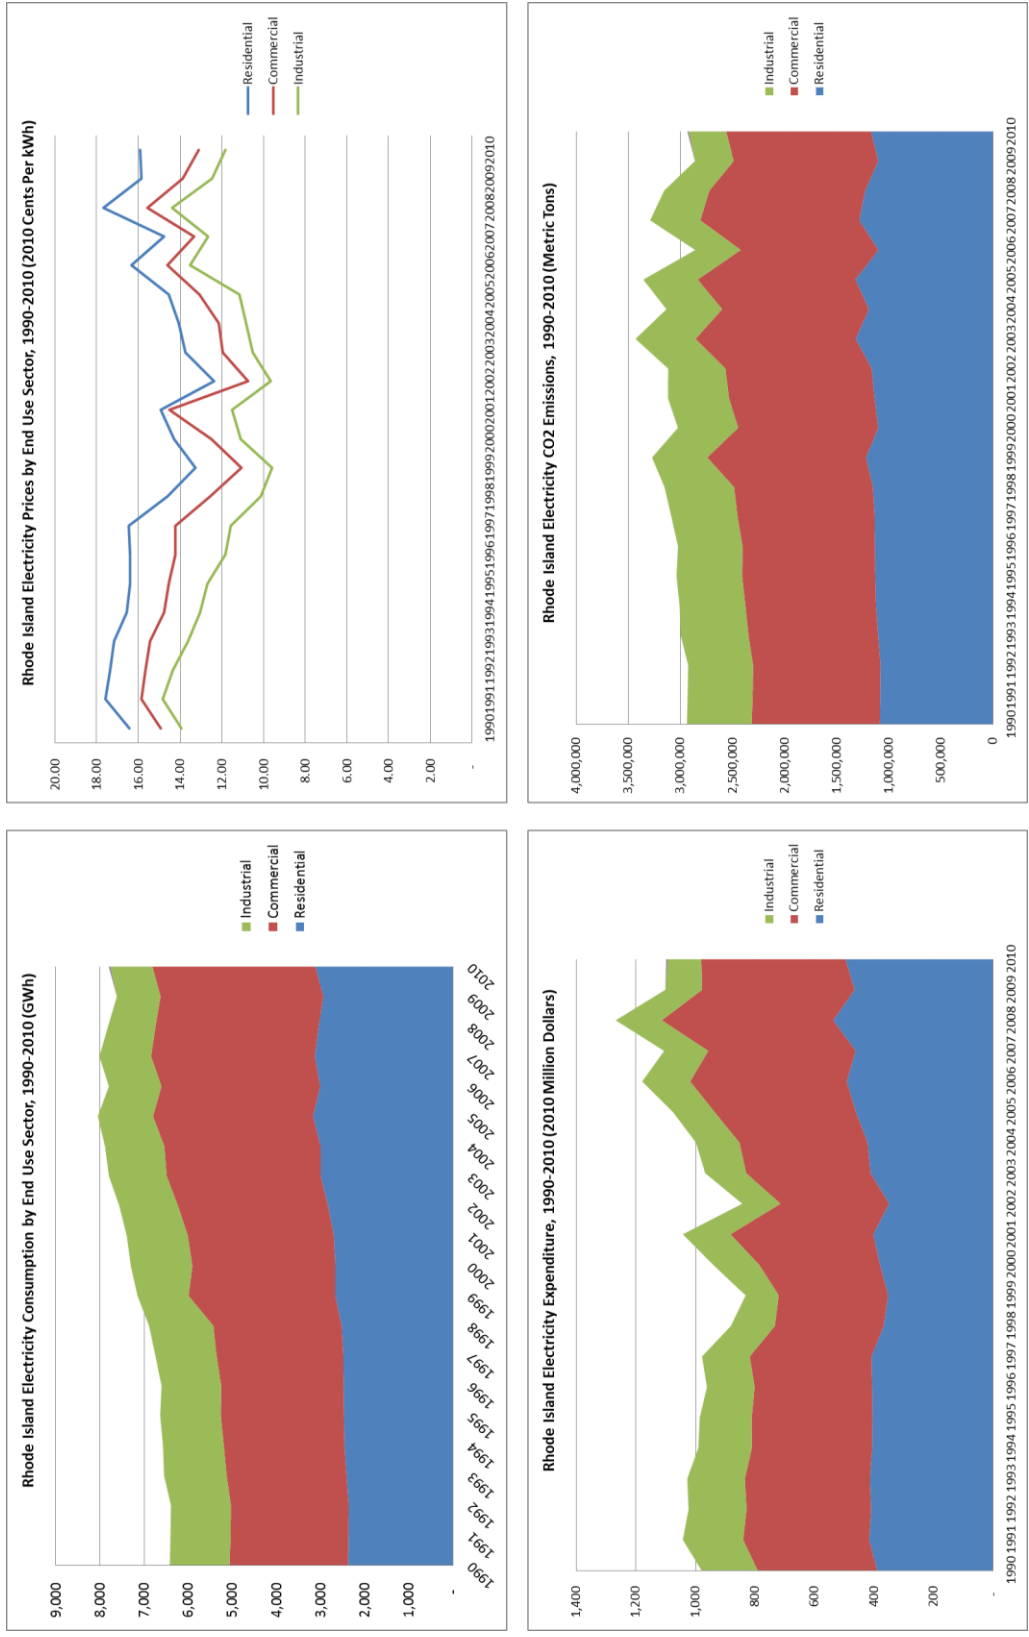 Rhode Island Electricity Consumption by End Use Sector, 1990-2010 (GWh)
9,000
8,000
7,000
6,000
5,000
4,000
3,000
2,000
1,000
-
1990 1991 1992 1993 1994 1995 1996 1997 1998 1999 2000 2001 2002 2003 2004 2005 2006 2007 2008 2009 2010
Industrial
Commercial
Residential
Rhode Island Electricity Prices by End Use Sector, 1990-2010 (2010 Cents Per kWh)
20.00
18.00
16.00
14.00
12.00
10.00
8.00
6.00
4.00
2.00
-
1990 1991 1992 1993 1994 1995 1996 1997 1998 1999 2000 2001 2002 2003 2004 2005 2006 2007 2008 2009 2010
Residential
Commercial
Industrial
Rhode Island Electricity Expenditure, 1990-2010 (2010 Million Dollars)
1,400
1,200
1,000
800
600
400
200
-
1990 1991 1992 1993 1994 1995 1996 1997 1998 1999 2000 2001 2002 2003 2004 2005 2006 2007 2008 2009 2010
Industrial
Commercial
Residential
Rhode Island Electricity CO2 Emissions, 1990-2010 (Metric Tons)
4,000,000
3,500,000
3,000,000
2,500,000
2,000,000
1,500,000
1,000,000
500,000
0
1990 1991 1992 1993 1994 1995 1996 1997 1998 1999 2000 2001 2002 2003 2004 2005 2006 2007 2008 2009 2010
Industrial
Commercial
Residential